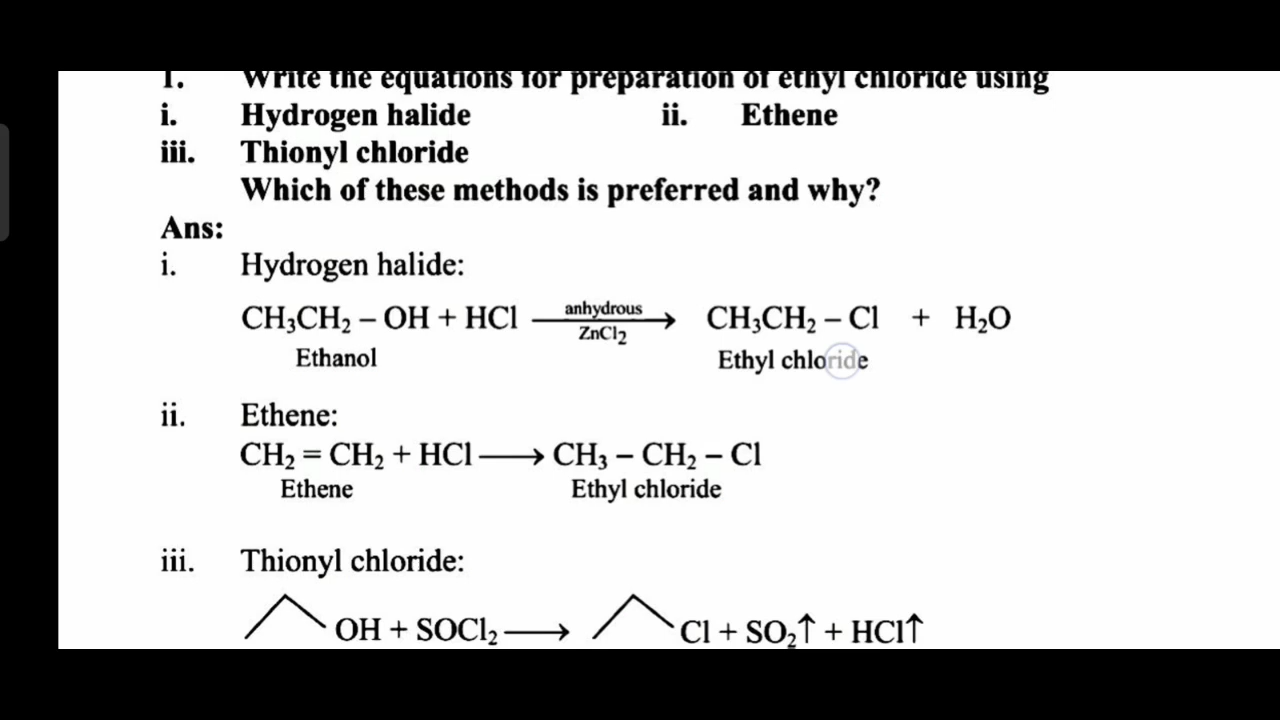 1. Write the equations for preparation of ethyl chloride using
i. Hydrogen halide ii. Ethene
iii. Thionyl chloride
Which of these methods is preferred and why?
Ans:
i. Hydrogen halide:
CH₃CH₂ – OH + HCl anhydrous ZnCl₂ ⟶ CH₃CH₂ – Cl + H₂O
Ethanol Ethyl chloride
ii. Ethene:
CH₂ = CH₂ + HCl ⟶ CH₃ – CH₂ – Cl
Ethene Ethyl chloride
iii. Thionyl chloride:
OH + SOCl₂ ⟶ Cl + SO₂↑ + HCl↑